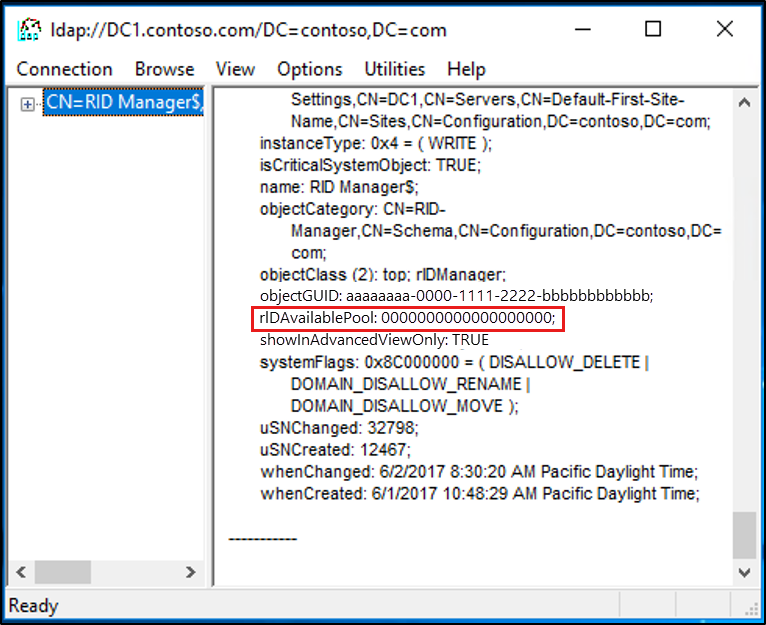 ldap://DC1.contoso.com/DC=contoso,DC=com
Connection Browse View Options Utilities Help
CN=RID Manager$,
Settings,CN=DC1,CN=Servers,CN=Default-First-Site-
Name,CN=Sites,CN=Configuration,DC=contoso,DC=com;
instanceType: 0x4 = ( WRITE );
isCriticalSystemObject: TRUE;
name: RID Manager$;
objectCategory: CN=RID-
Manager,CN=Schema,CN=Configuration,DC=contoso,DC=
com;
objectClass (2): top; rIDManager;
objectGUID: aaaaaaaa-0000-1111-2222-bbbbbbbbbbbb;
rIDAvailablePool: 0000000000000000000;
showInAdvancedViewOnly: TRUE
systemFlags: 0x8C000000 = ( DISALLOW_DELETE |
DOMAIN_DISALLOW_RENAME |
DOMAIN_DISALLOW_MOVE );
uSNChanged: 32798;
uSNCreated: 12467;
whenChanged: 6/2/2017 8:30:20 AM Pacific Daylight Time;
whenCreated: 6/1/2017 10:48:29 AM Pacific Daylight Time;
-----------
Ready